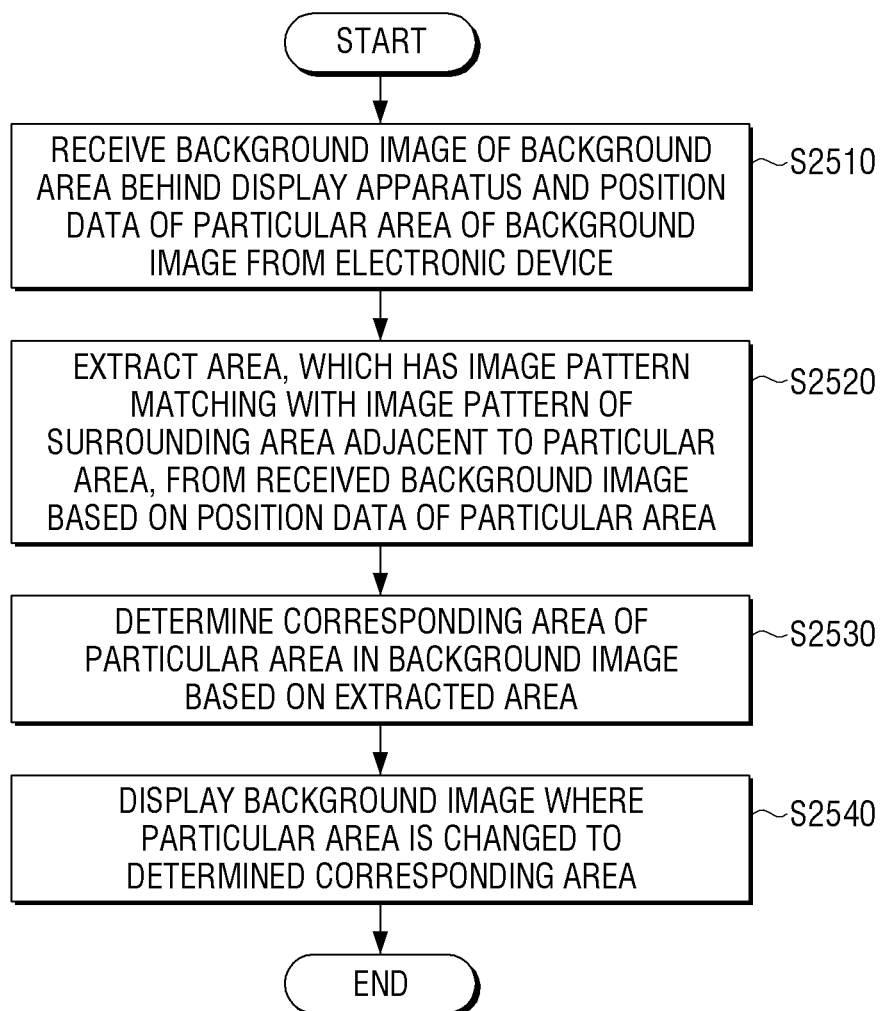 START
RECEIVE BACKGROUND IMAGE OF BACKGROUND
AREA BEHIND DISPLAY APPARATUS AND POSITION
DATA OF PARTICULAR AREA OF BACKGROUND
IMAGE FROM ELECTRONIC DEVICE
S2510
EXTRACT AREA, WHICH HAS IMAGE PATTERN
MATCHING WITH IMAGE PATTERN OF
SURROUNDING AREA ADJACENT TO PARTICULAR
AREA, FROM RECEIVED BACKGROUND IMAGE
BASED ON POSITION DATA OF PARTICULAR AREA
S2520
DETERMINE CORRESPONDING AREA OF
PARTICULAR AREA IN BACKGROUND IMAGE
BASED ON EXTRACTED AREA
S2530
DISPLAY BACKGROUND IMAGE WHERE
PARTICULAR AREA IS CHANGED TO
DETERMINED CORRESPONDING AREA
S2540
END